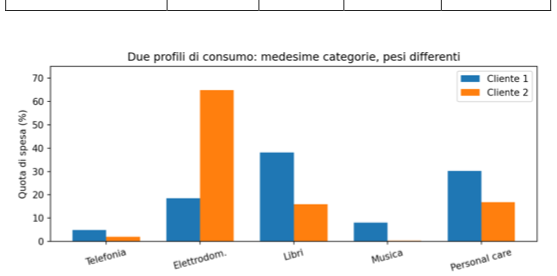 Due profili di consumo: medesime categorie, pesi differenti
Cliente 1
Cliente 2
Quota di spesa (%)
70
60
50
40
30
20
10
0
Telefonia
Elettrodom.
Libri
Musica
Personal care